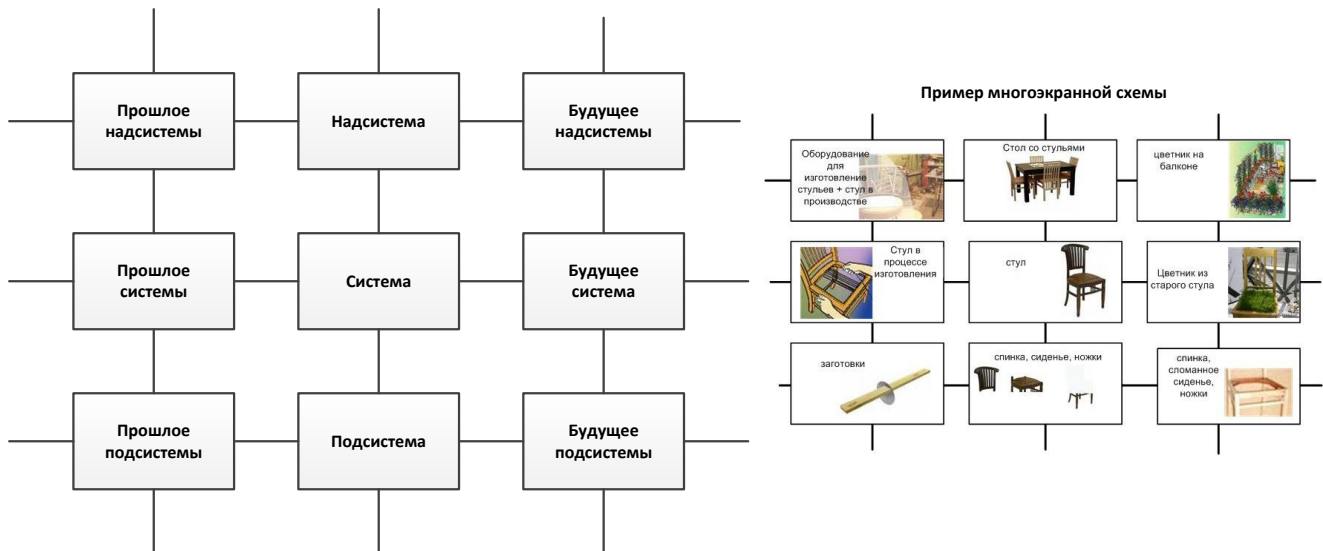 Прошлое
надсистемы
Надсистема
Будущее
надсистемы
Прошлое
системы
Система
Будущее
система
Прошлое
подсистемы
Подсистема
Будущее
подсистемы
Пример многоэкранной схемы
Оборудование
для
изготовление
стульев + стул в
производстве
Стол со стульями
цветник на
балконе
Стул в
процессе
изготовления
стул
Цветник из
старого стула
заготовки
спинка, сиденье, ножки
спинка,
сломанное
сиденье,
ножки